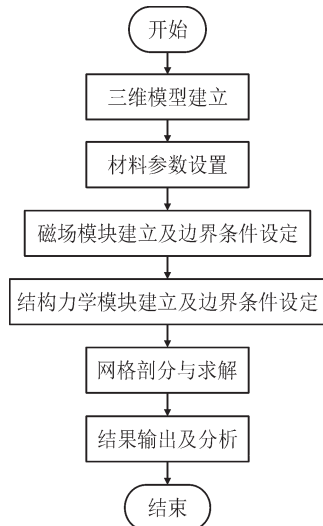 开始
三维模型建立
材料参数设置
磁场模块建立及边界条件设定
结构力学模块建立及边界条件设定
网格剖分与求解
结果输出及分析
结束